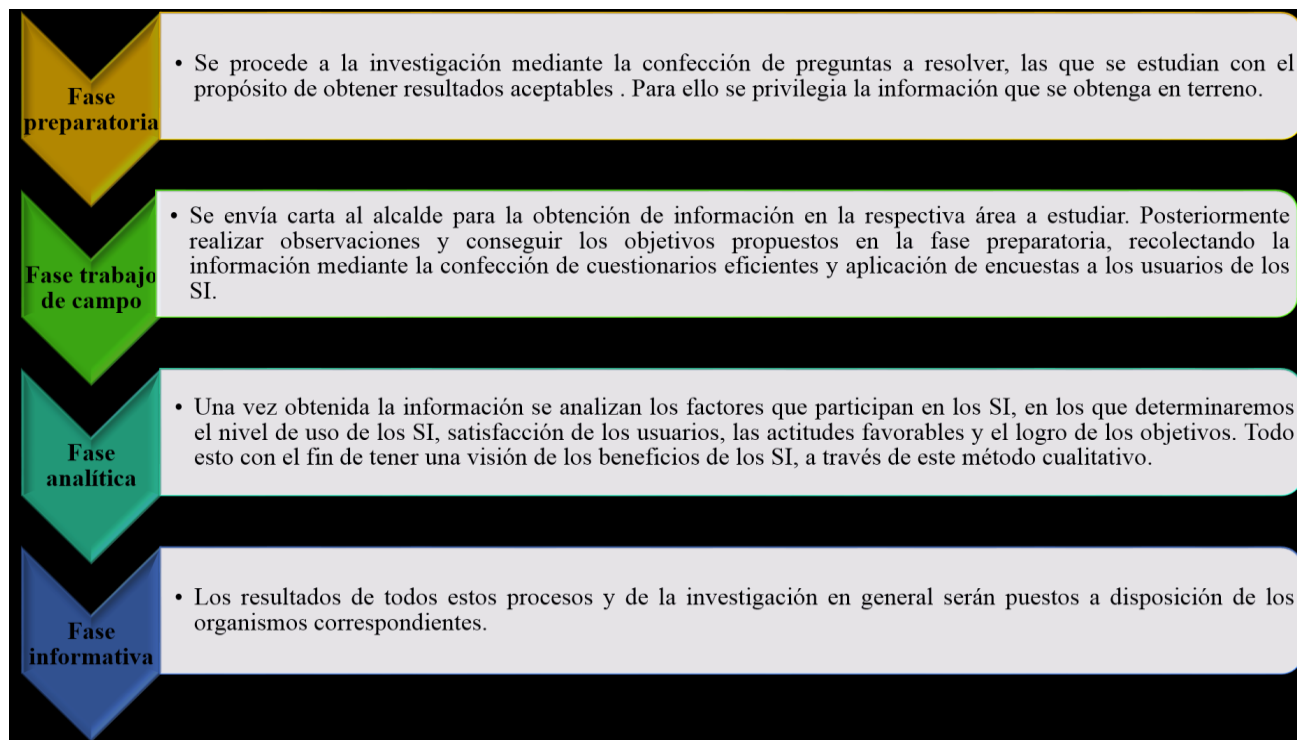 Fase
preparatoria
• Se procede a la investigación mediante la confección de preguntas a resolver, las que se estudian con el
propósito de obtener resultados aceptables . Para ello se privilegia la información que se obtenga en terreno.
Fase trabajo
de campo
• Se envía carta al alcalde para la obtención de información en la respectiva área a estudiar. Posteriormente
realizar observaciones y conseguir los objetivos propuestos en la fase preparatoria, recolectando la
información mediante la confección de cuestionarios eficientes y aplicación de encuestas a los usuarios de los
SI.
Fase
analítica
• Una vez obtenida la información se analizan los factores que participan en los SI, en los que determinaremos
el nivel de uso de los SI, satisfacción de los usuarios, las actitudes favorables y el logro de los objetivos. Todo
esto con el fin de tener una visión de los beneficios de los SI, a través de este método cualitativo.
Fase
informativa
• Los resultados de todos estos procesos y de la investigación en general serán puestos a disposición de los
organismos correspondientes.